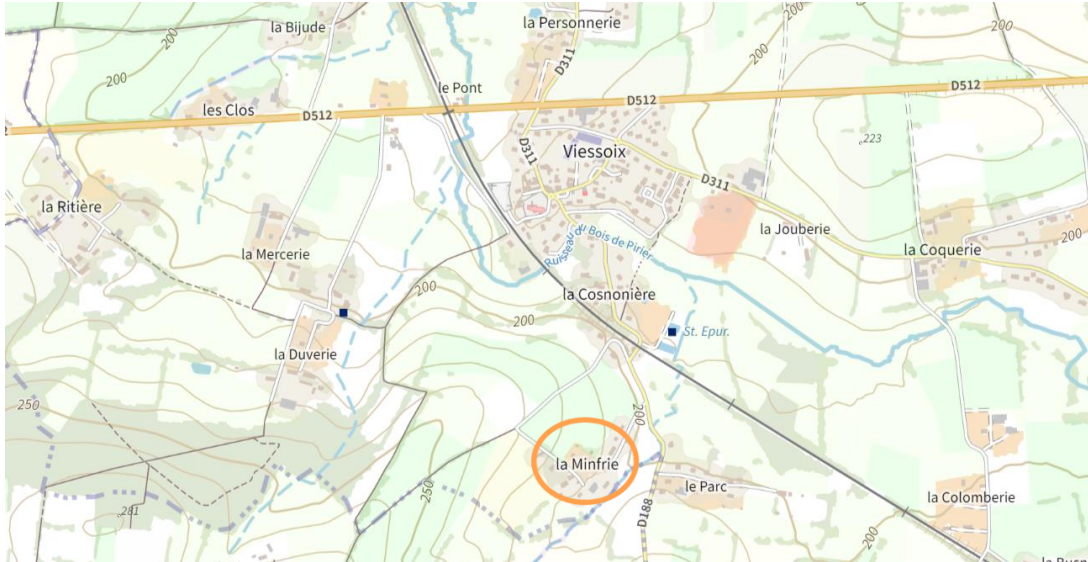 la Personnerie
la Bijude
200
200
200
D311
le Pont
les Clos
D512
D512
D512
2
D311
Viessoix
223
D311
la Ritière
la Jouberie
200
la Mercerie
Ruisseau du Bois de Pirier
la Coquerie
200
la Cosnonière
200
St. Epur.
la Duverie
250
200
la Minfrie
le Parc
250
la Colomberie
281
D188
200